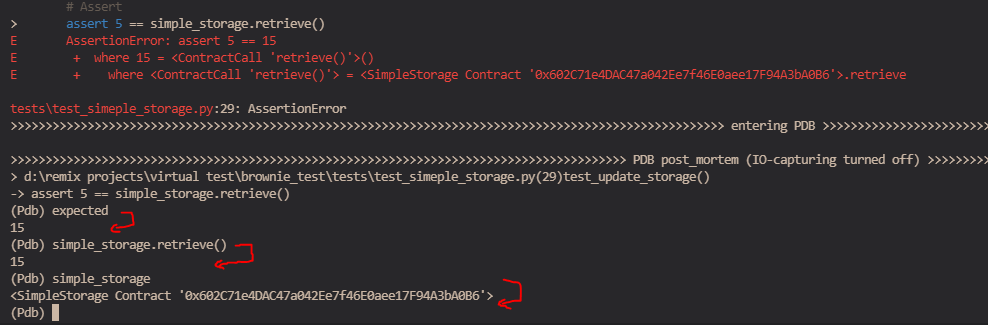 # Assert
> assert 5 == simple_storage.retrieve()
E AssertionError: assert 5 == 15
E + where 15 = <ContractCall 'retrieve()'>()
E + where <ContractCall 'retrieve()'> = <SimpleStorage Contract '0x602C71e4DAC47a042Ee7f46E0aee17F94A3bA0B6'>.retrieve
tests\test_simeple_storage.py:29: AssertionError
>>>>>>>>>>>>>>>>>>>>>>>>>>>>>>>>>>>>>>>>>>>>>>>>>>>>>>>>>>>>>>>>>>>>>>>>>>>>>>>>>>>>>>>>>>>>>>>>>>>>>>> entering PDB >>>>>>>>>>>>>>>>>>>>>>>>
>>>>>>>>>>>>>>>>>>>>>>>>>>>>>>>>>>>>>>>>>>>>>>>>>>>>>>>>>>>>>>>>>>>>>>>>>>>>>>>>>>>>>>>> PDB post_mortem (IO-capturing turned off) >>>>>>>>>
> d:\remix projects\virtual test\brownie_test\tests\test_simeple_storage.py(29)test_update_storage()
-> assert 5 == simple_storage.retrieve()
(Pdb) expected
15
(Pdb) simple_storage.retrieve()
15
(Pdb) simple_storage
<SimpleStorage Contract '0x602C71e4DAC47a042Ee7f46E0aee17F94A3bA0B6'>
(Pdb)